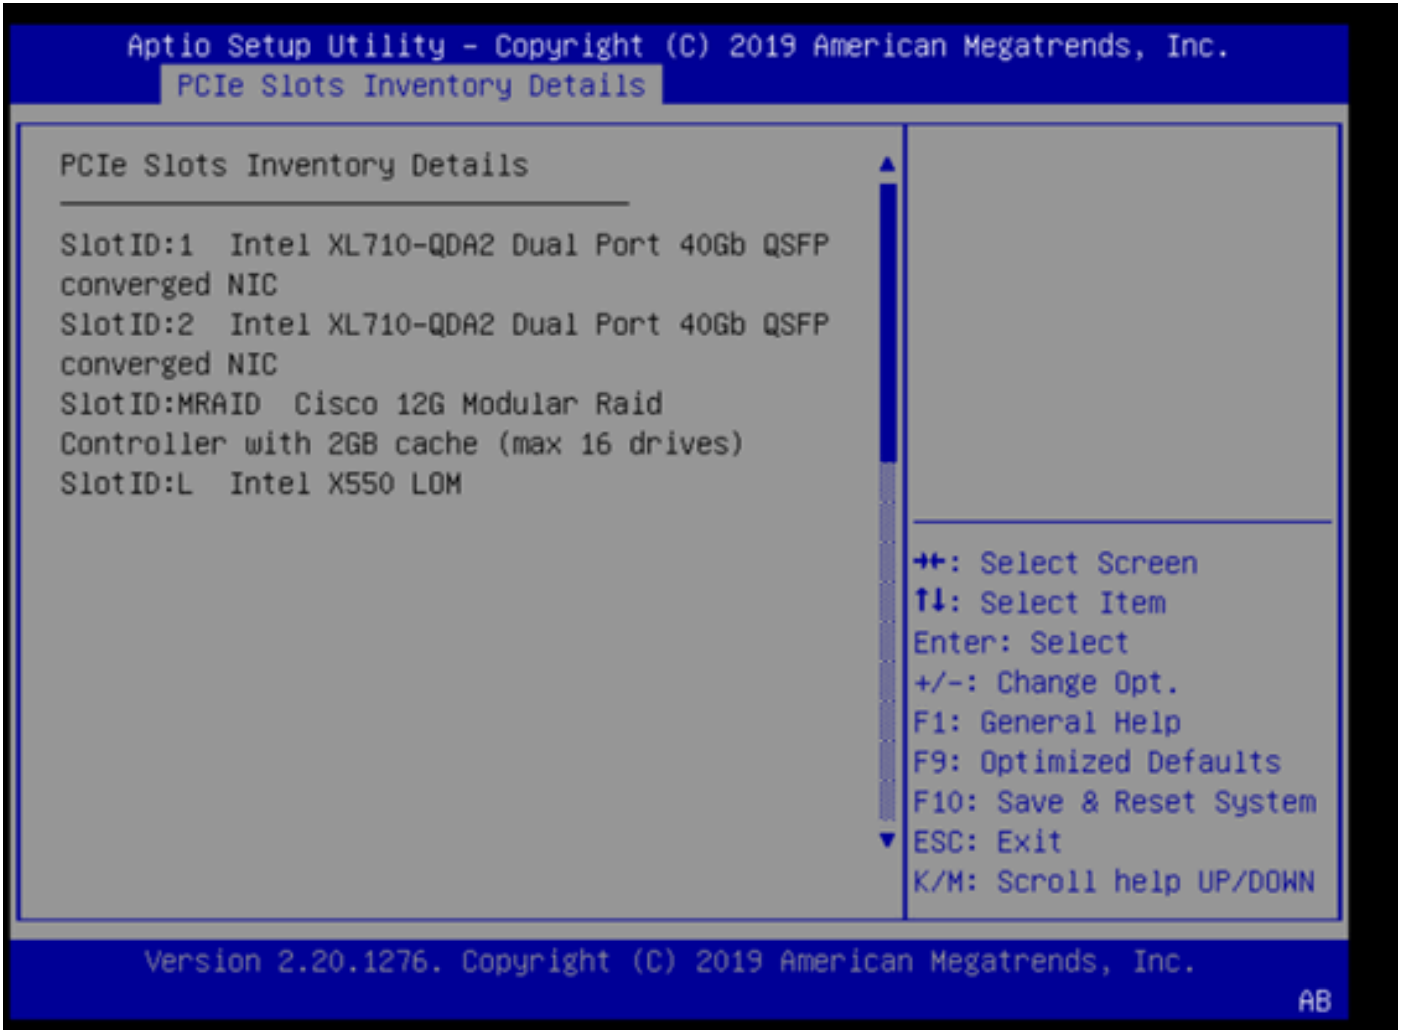 Aptio Setup Utility – Copyright (C) 2019 American Megatrends, Inc.
PCIe Slots Inventory Details
PCIe Slots Inventory Details
SlotID:1  Intel XL710-QDA2 Dual Port 40Gb QSFP
converged NIC
SlotID:2  Intel XL710-QDA2 Dual Port 40Gb QSFP
converged NIC
SlotID:MRAID  Cisco 12G Modular Raid
Controller with 2GB cache (max 16 drives)
SlotID:L  Intel X550 LOM
→←: Select Screen
↑↓: Select Item
Enter: Select
+/-: Change Opt.
F1: General Help
F9: Optimized Defaults
F10: Save & Reset System
ESC: Exit
K/M: Scroll help UP/DOWN
Version 2.20.1276. Copyright (C) 2019 American Megatrends, Inc.
AB